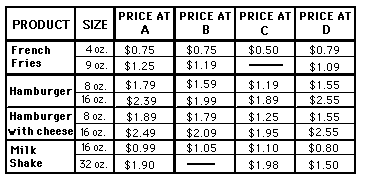 PRODUCT SIZE PRICE AT A PRICE AT B PRICE AT C PRICE AT D
French Fries 4 oz. $0.75 $0.75 $0.50 $0.79
9 oz. $1.25 $1.19 — $1.09
Hamburger 8 oz. $1.79 $1.59 $1.19 $1.55
16 oz. $2.39 $1.99 $1.89 $2.55
Hamburger with cheese 8 oz. $1.89 $1.79 $1.25 $1.55
16 oz. $2.49 $2.09 $1.95 $2.55
Milk Shake 16 oz. $0.99 $1.05 $1.10 $0.80
32 oz. $1.90 — $1.98 $1.50